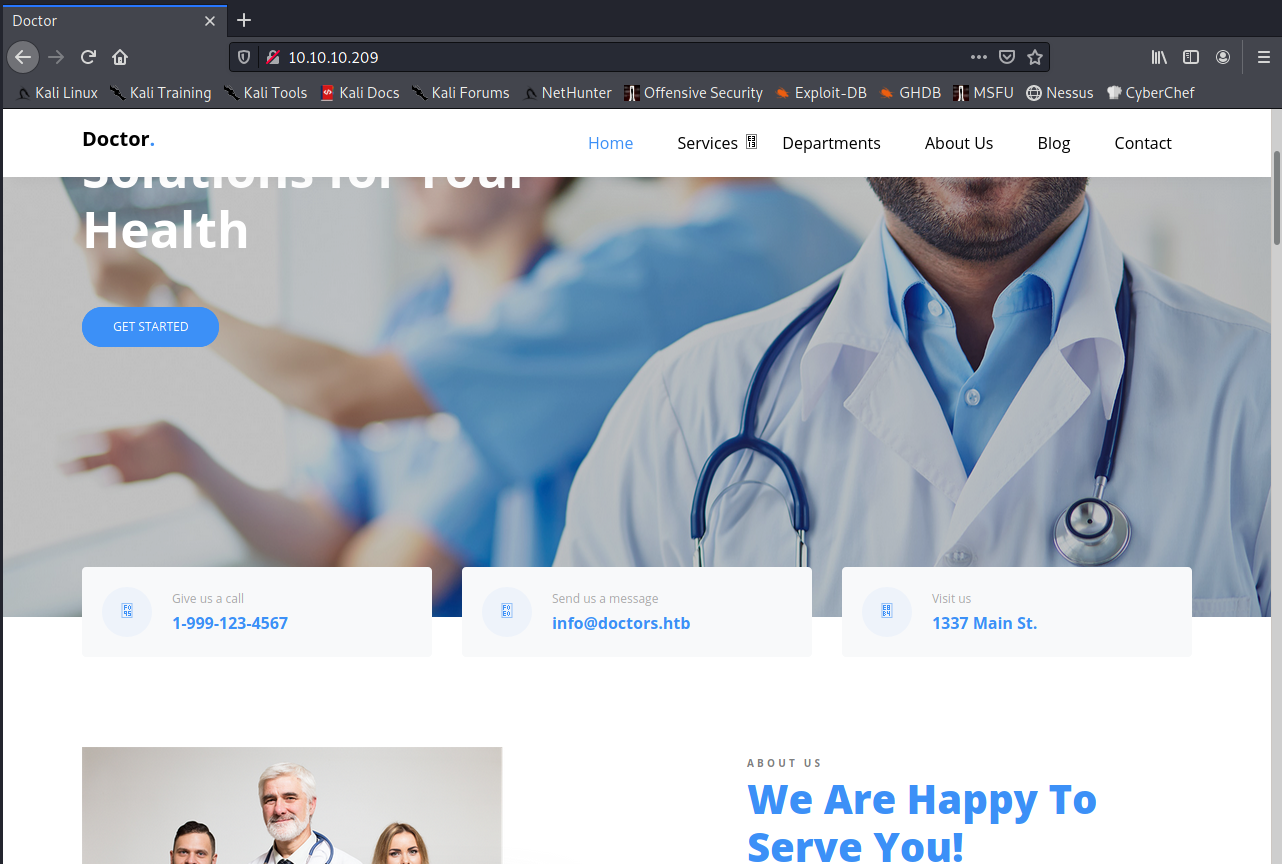 Doctor
10.10.10.209
Kali Linux Kali Training Kali Tools Kali Docs Kali Forums NetHunter Offensive Security Exploit-DB GHDB MSFU Nessus CyberChef
Doctor.
Home Services Departments About Us Blog Contact
Solutions for Your
Health
GET STARTED
Give us a call
1-999-123-4567
Send us a message
info@doctors.htb
Visit us
1337 Main St.
ABOUT US
We Are Happy To
Serve You!